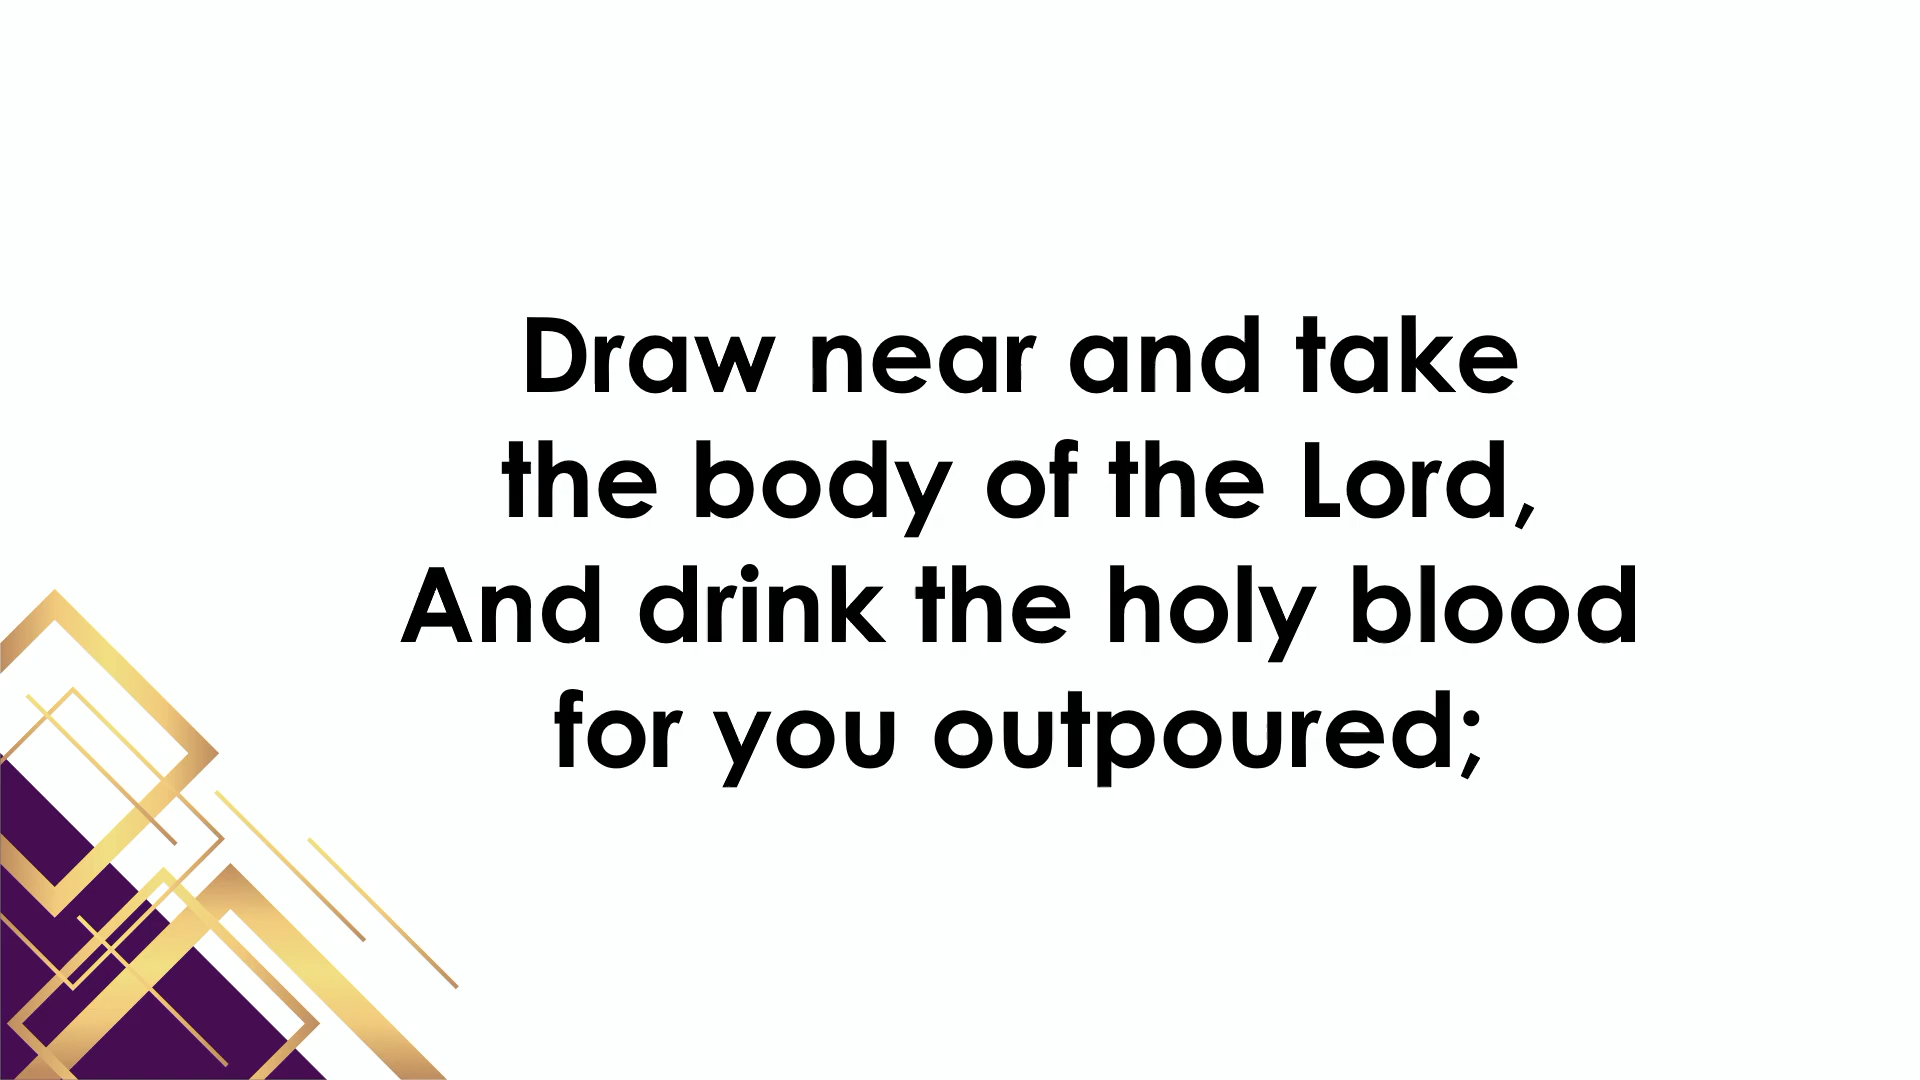 Draw near and take
the body of the Lord,
And drink the holy blood
for you outpoured;